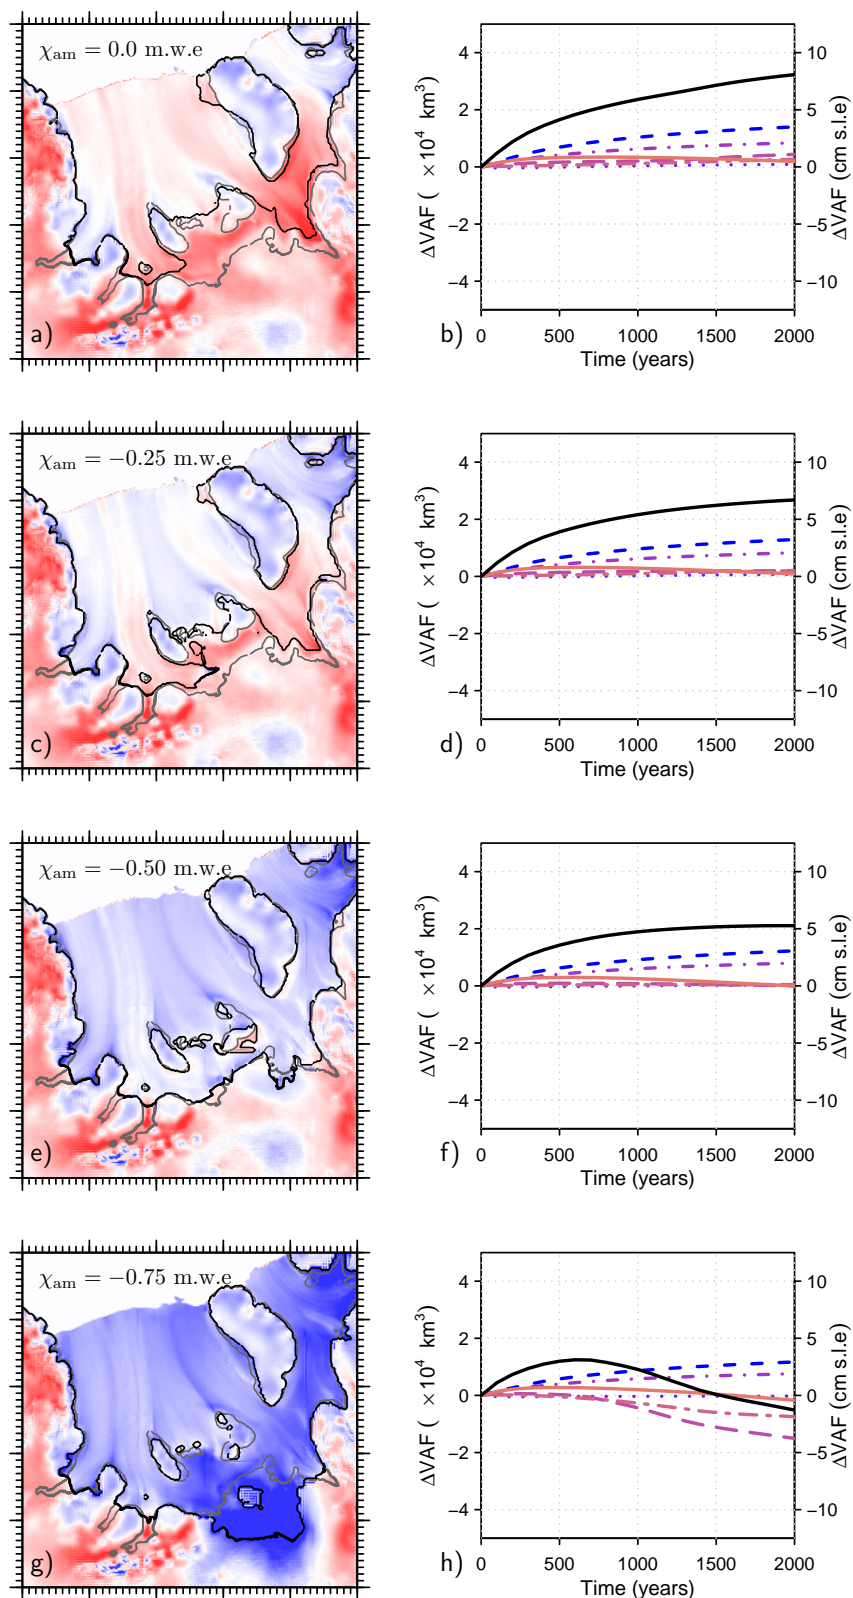 χam = 0.0 m.w.e
a)
4
2
0
−2
−4
ΔVAF ( ×10⁴ km³)
10
5
0
−5
−10
ΔVAF (cm s.l.e)
b)
0 500 1000 1500 2000
Time (years)
χam = −0.25 m.w.e
c)
4
2
0
−2
−4
ΔVAF ( ×10⁴ km³)
10
5
0
−5
−10
ΔVAF (cm s.l.e)
d)
0 500 1000 1500 2000
Time (years)
χam = −0.50 m.w.e
e)
4
2
0
−2
−4
ΔVAF ( ×10⁴ km³)
10
5
0
−5
−10
ΔVAF (cm s.l.e)
f)
0 500 1000 1500 2000
Time (years)
χam = −0.75 m.w.e
g)
4
2
0
−2
−4
ΔVAF ( ×10⁴ km³)
10
5
0
−5
−10
ΔVAF (cm s.l.e)
h)
0 500 1000 1500 2000
Time (years)